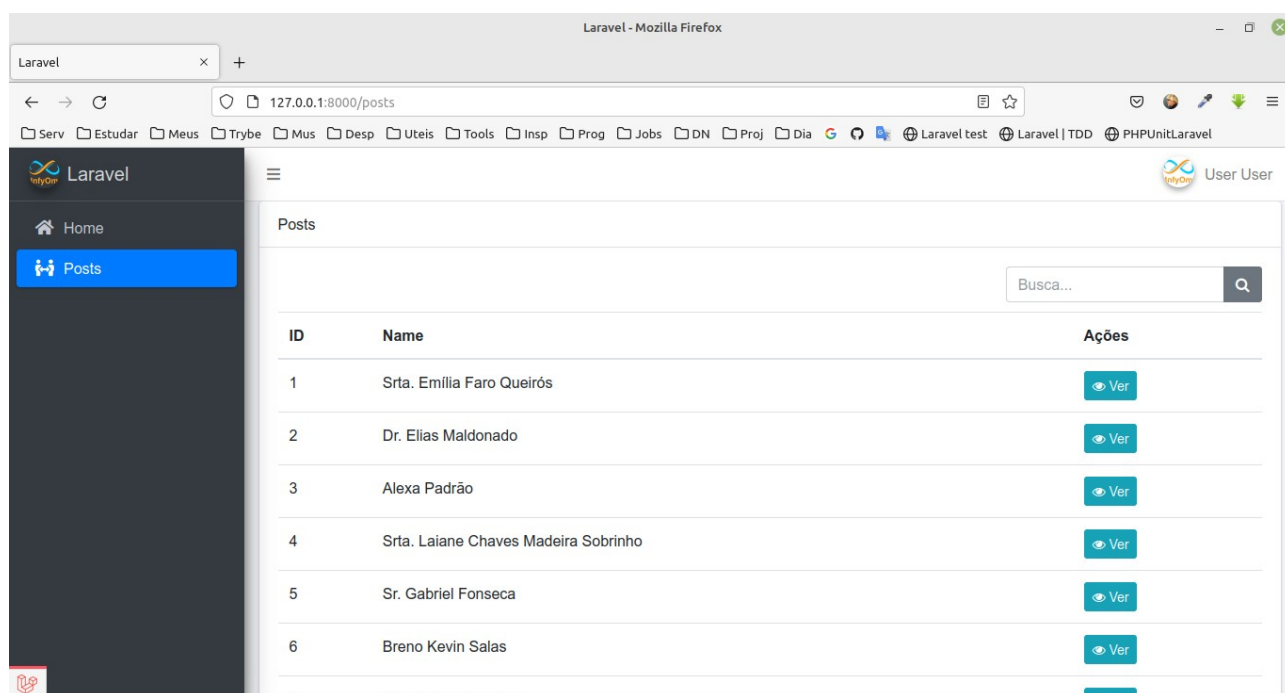 Laravel - Mozilla Firefox
Laravel
127.0.0.1:8000/posts
Serv Estudar Meus Trybe Mus Desp Uteis Tools Insp Prog Jobs DN Proj Dia Laravel test Laravel | TDD PHPUnitLaravel
InfyOm Laravel InfyOm User User
Home
Posts
Posts
Busca...
ID Name Ações
1 Srta. Emília Faro Queirós Ver
2 Dr. Elias Maldonado Ver
3 Alexa Padrão Ver
4 Srta. Laiane Chaves Madeira Sobrinho Ver
5 Sr. Gabriel Fonseca Ver
6 Breno Kevin Salas Ver